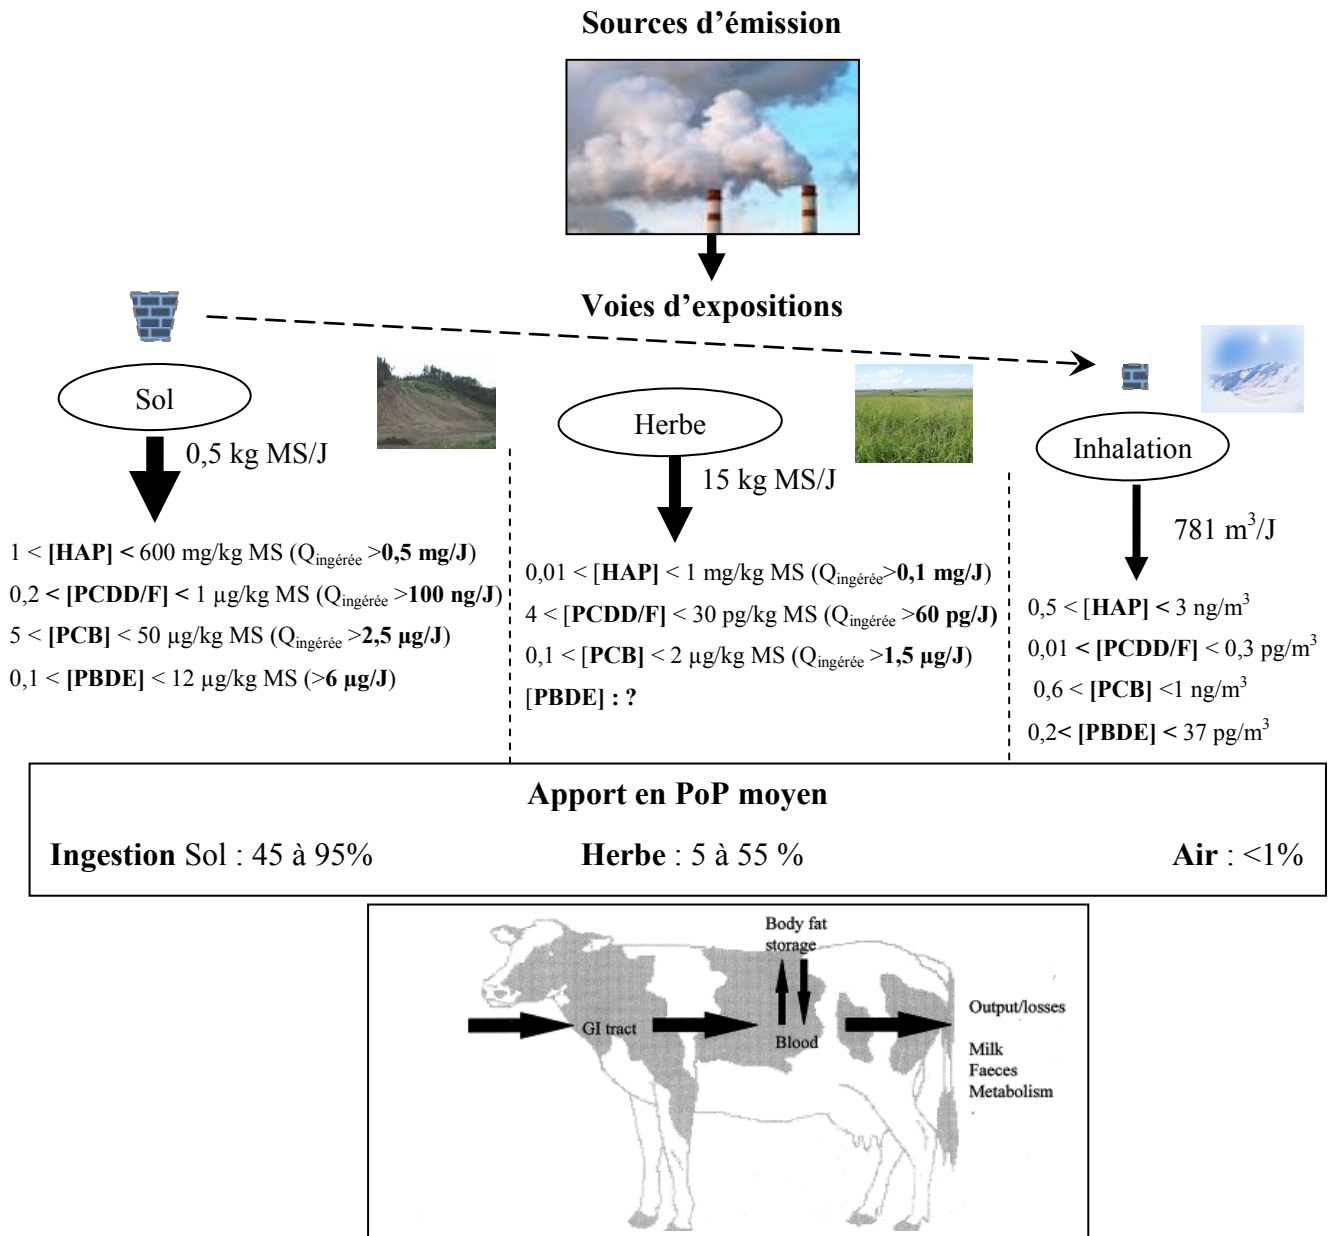 Sources d’émission
Voies d’expositions
Sol
0,5 kg MS/J
1 < [HAP] < 600 mg/kg MS (Qingérée >0,5 mg/J)
0,2 < [PCDD/F] < 1 µg/kg MS (Qingérée >100 ng/J)
5 < [PCB] < 50 µg/kg MS (Qingérée >2,5 µg/J)
0,1 < [PBDE] < 12 µg/kg MS (>6 µg/J)
Herbe
15 kg MS/J
0,01 < [HAP] < 1 mg/kg MS (Qingérée>0,1 mg/J)
4 < [PCDD/F] < 30 pg/kg MS (Qingérée >60 pg/J)
0,1 < [PCB] < 2 µg/kg MS (Qingérée >1,5 µg/J)
[PBDE] : ?
Inhalation
781 m³/J
0,5 < [HAP] < 3 ng/m³
0,01 < [PCDD/F] < 0,3 pg/m³
0,6 < [PCB] <1 ng/m³
0,2< [PBDE] < 37 pg/m³
Apport en PoP moyen
Ingestion Sol : 45 à 95%
Herbe : 5 à 55 %
Air : <1%
Body fat
storage
GI tract
Blood
Output/losses
Milk
Faeces
Metabolism